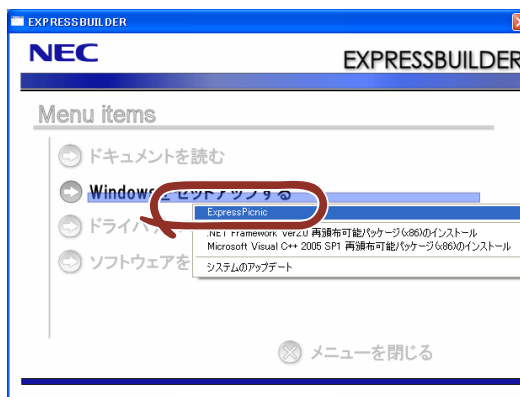 EXPRESSBUILDER
NEC
EXPRESSBUILDER
Menu items
ドキュメントを読む
Windowsをセットアップする
ExpressPicnic
ドライバ
.NET Framework Ver2.0 再頒布可能パッケージ(x86)のインストール
Microsoft Visual C++ 2005 SP1 再頒布可能パッケージ(x86)のインストール
ソフトウェアを
システムのアップデート
メニューを閉じる